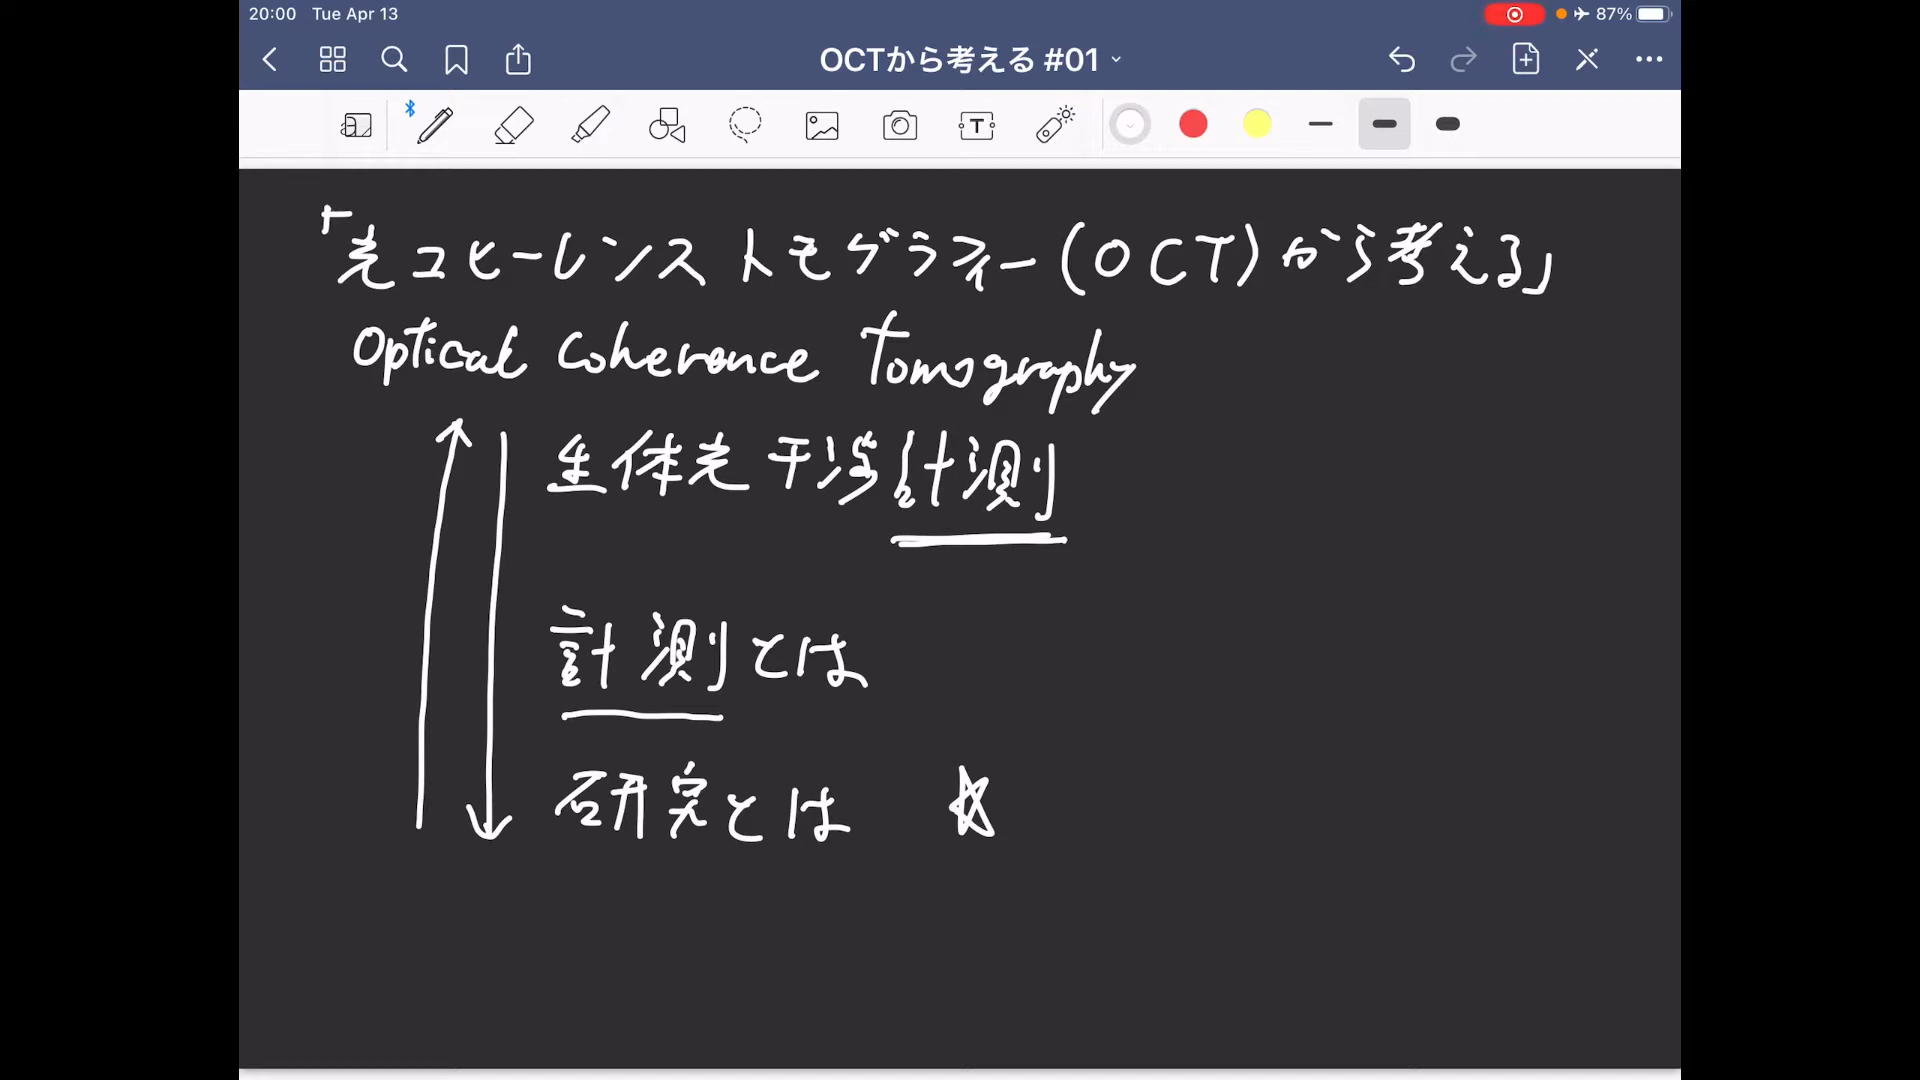 20:00 Tue Apr 13 87%
OCTから考える #01
T
「光コヒーレンストモグラフィー(OCT)から考える」
Optical Coherence Tomography
生体光干渉計測
計測とは
研究とは